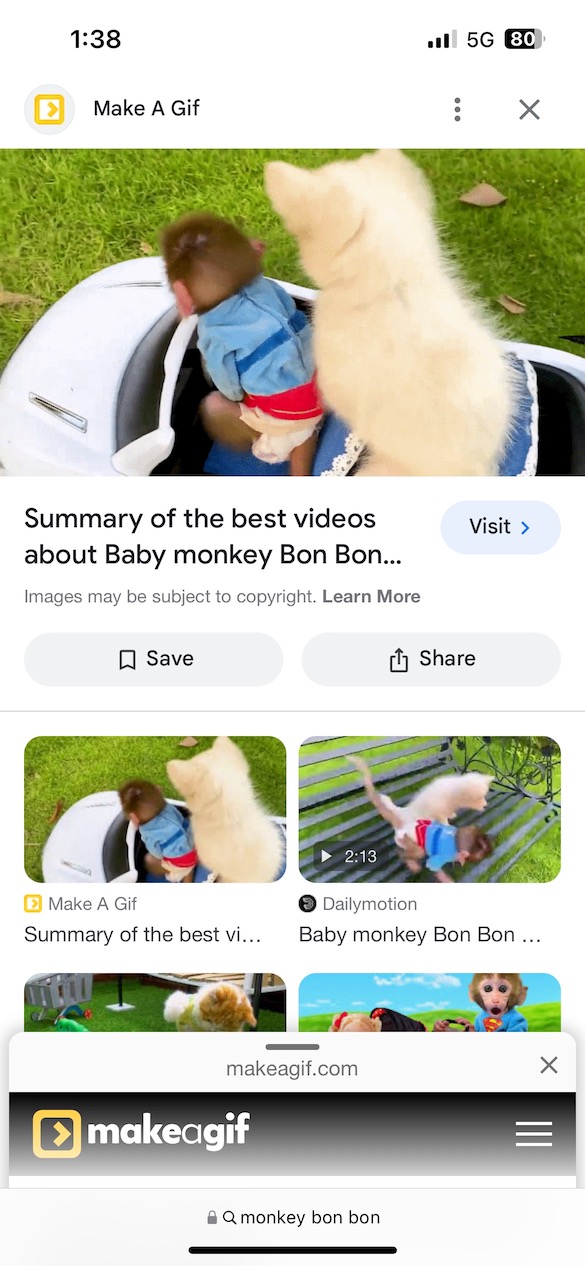 1:38
5G 80
Make A Gif
Summary of the best videos
about Baby monkey Bon Bon...
Visit
Images may be subject to copyright. Learn More
Save
Share
2:13
Make A Gif
Summary of the best vi...
Dailymotion
Baby monkey Bon Bon ...
makeagif.com
makeagif
monkey bon bon